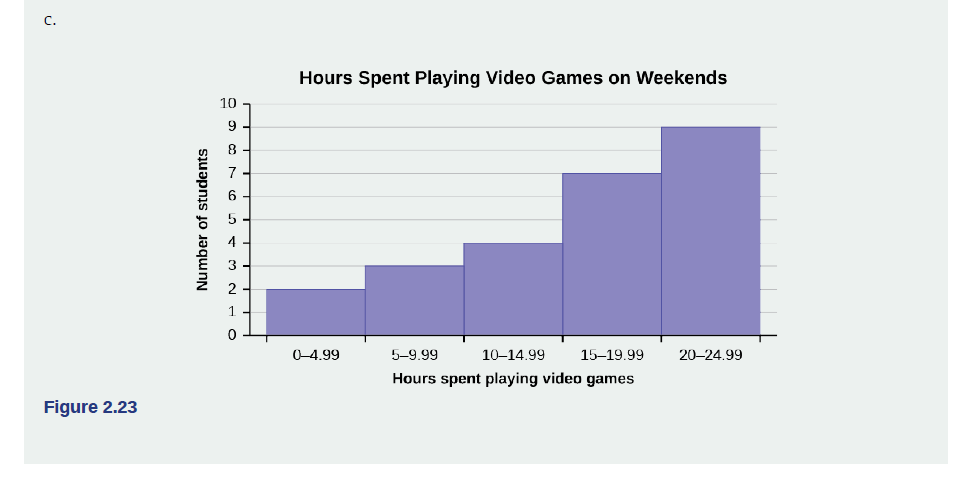 c.
Hours Spent Playing Video Games on Weekends
Number of students
10
9
8
7
6
5
4
3
2
1
0
0–4.99 5–9.99 10–14.99 15–19.99 20–24.99
Hours spent playing video games
Figure 2.23